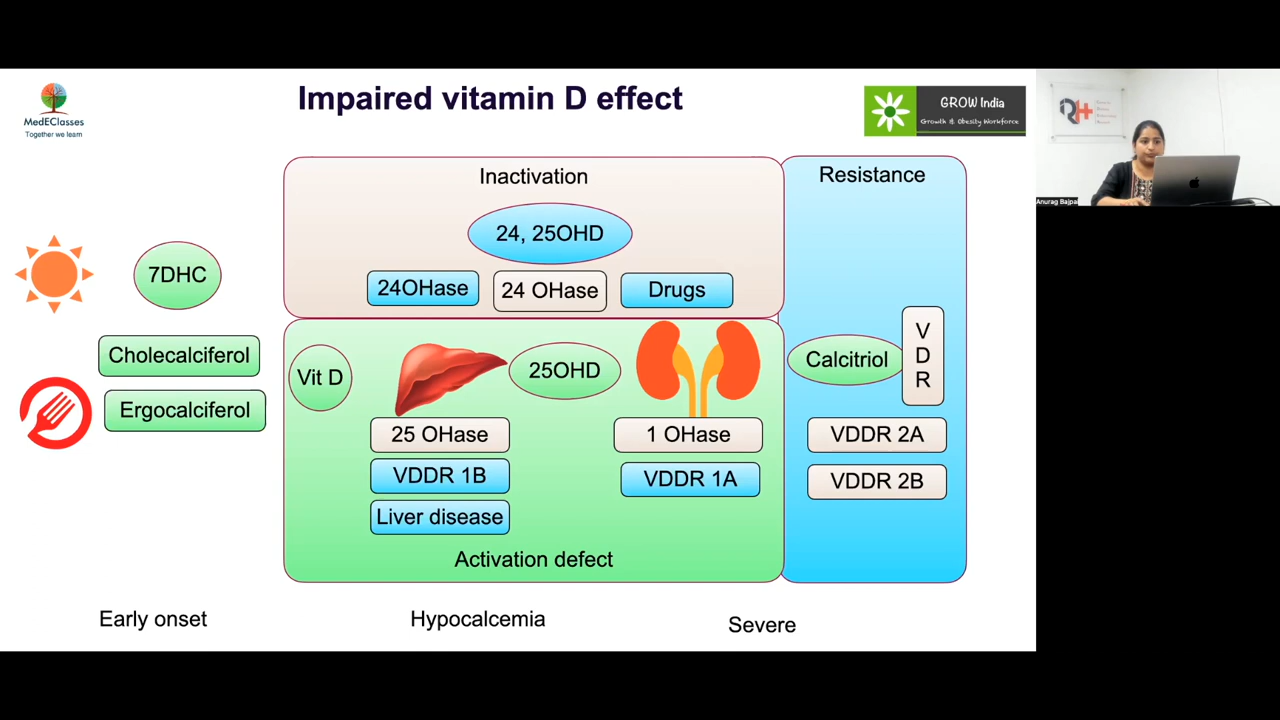 Impaired vitamin D effect
MedEClasses
Together we learn
GROW India
Growth & Obesity Workforce
Inactivation
24, 25OHD
24OHase
24 OHase
Drugs
Resistance
7DHC
Cholecalciferol
Ergocalciferol
Vit D
25OHD
25 OHase
VDDR 1B
Liver disease
1 OHase
VDDR 1A
Activation defect
Calcitriol
V
D
R
VDDR 2A
VDDR 2B
Early onset
Hypocalcemia
Severe
RH+
Anurag Bajpai